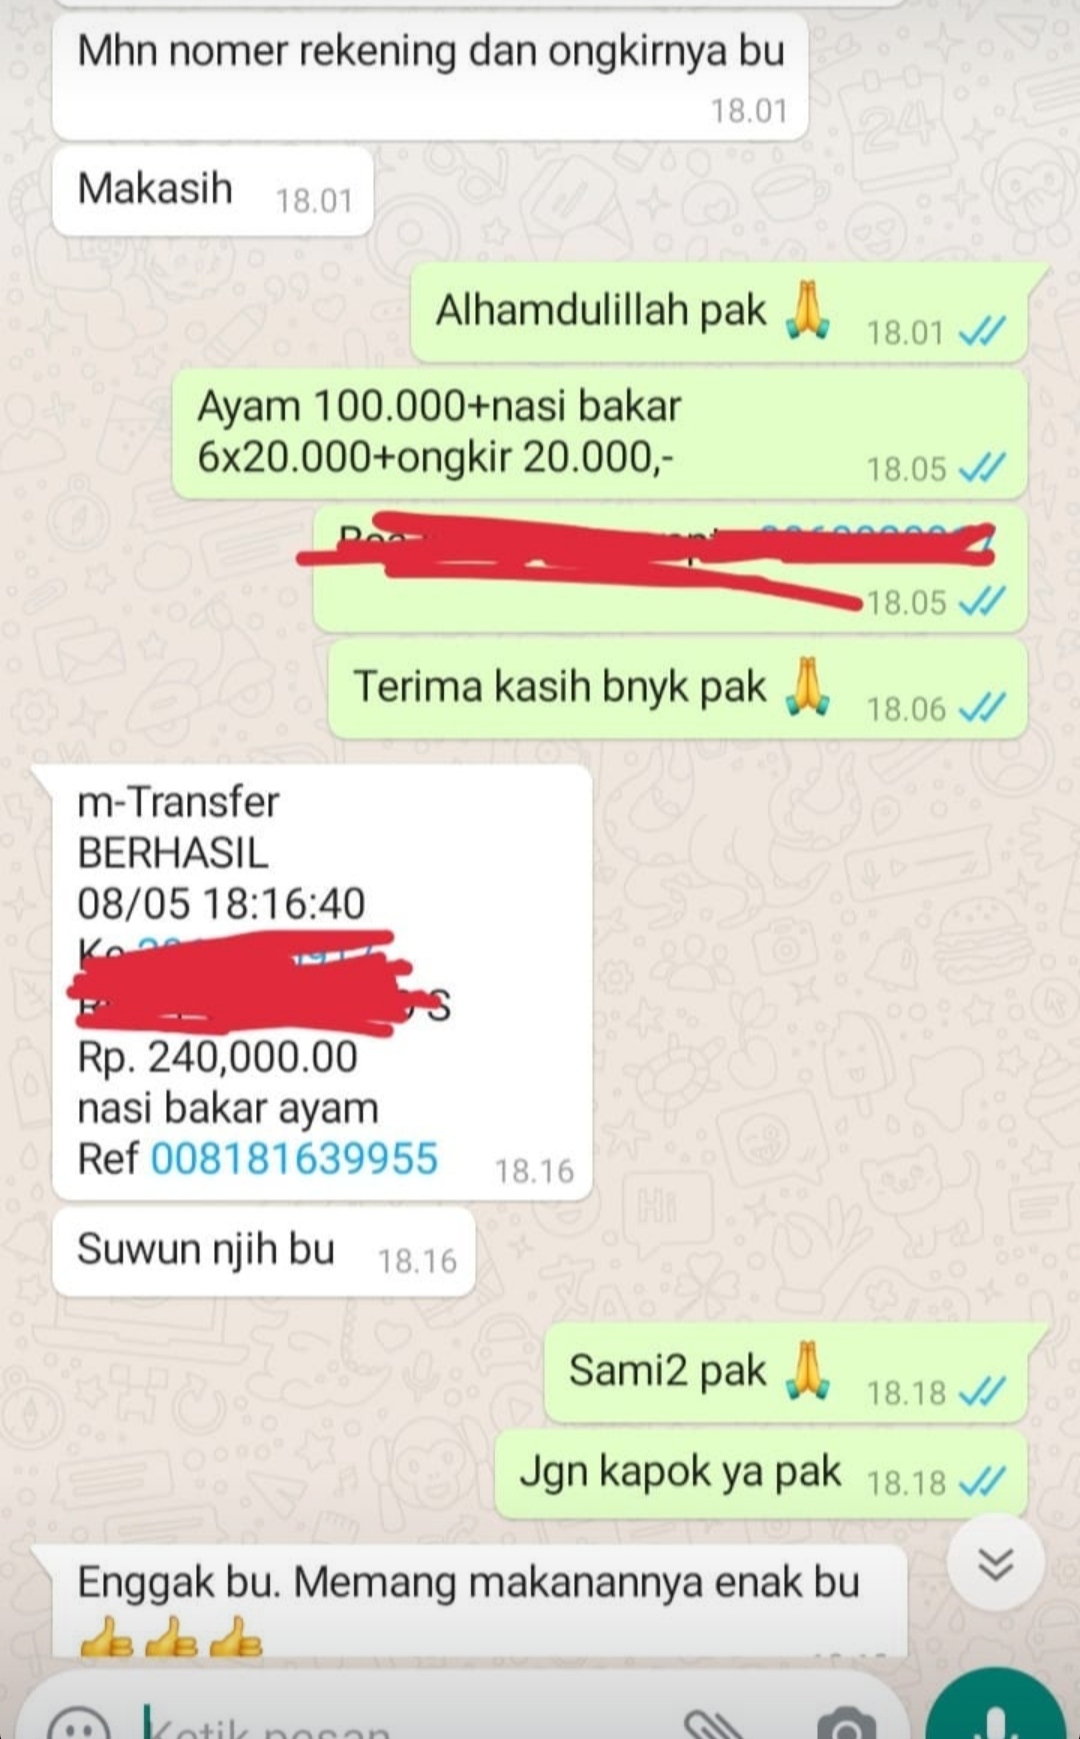 Mhn nomer rekening dan ongkirnya bu
18.01
Makasih 18.01
Alhamdulillah pak 🙏 18.01
Ayam 100.000+nasi bakar
6x20.000+ongkir 20.000,- 18.05
18.05
Terima kasih bnyk pak 🙏 18.06
m-Transfer
BERHASIL
08/05 18:16:40
Rp. 240,000.00
nasi bakar ayam
Ref 008181639955 18.16
Suwun njih bu 18.16
Sami2 pak 🙏 18.18
Jgn kapok ya pak 18.18
Enggak bu. Memang makanannya enak bu
👍👍👍
Ketik pesan